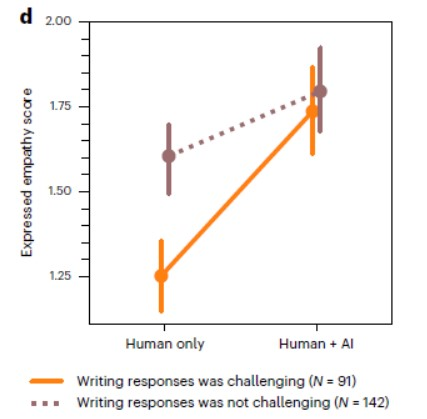 d
2.00
1.75
1.50
1.25
Expressed empathy score
Human only
Human + AI
Writing responses was challenging (N = 91)
Writing responses was not challenging (N = 142)